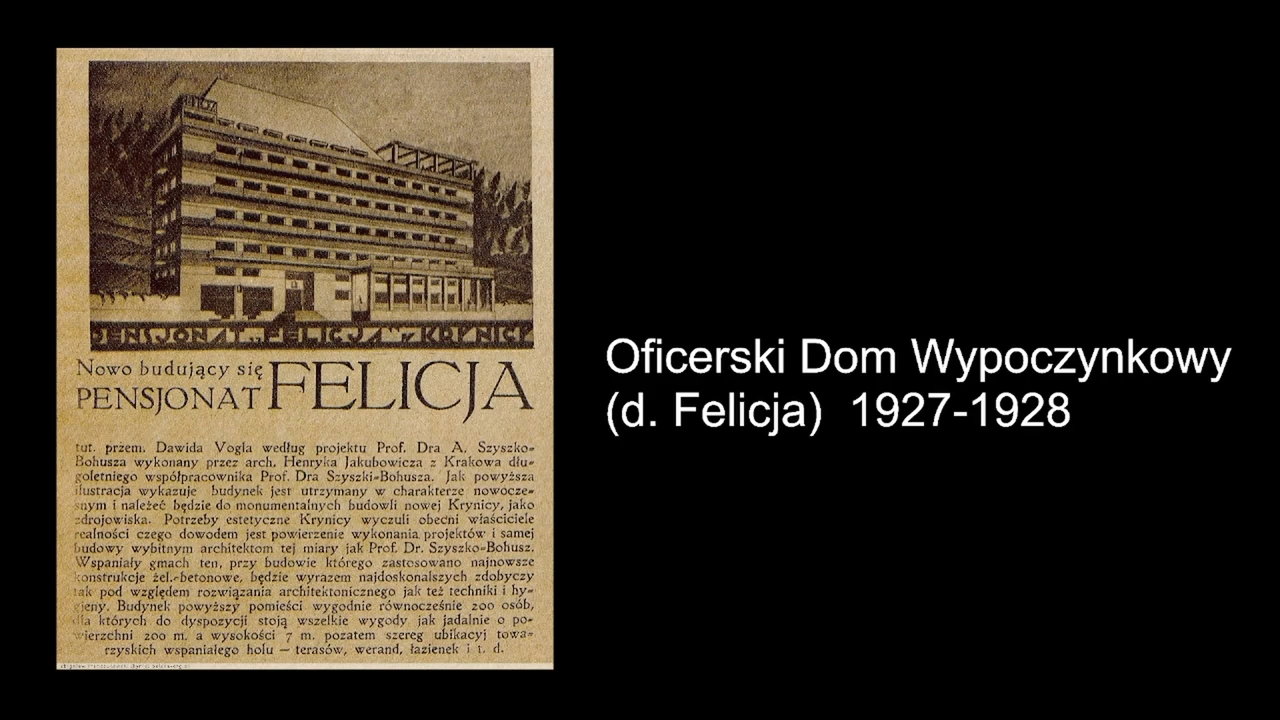 PENSJONAT „FELICJA" W KRYNICY
Nowo budujący się
PENSJONAT FELICJA
tut. przem. Dawida Vogla według projektu Prof. Dra A. Szyszko-
Bohusza wykonany przez arch. Henryka Jakubowicza z Krakowa dłu-
goletniego współpracownika Prof. Dra Szyszki-Bohusza. Jak powyższa
ilustracja wykazuje budynek jest utrzymany w charakterze nowocze-
snym i należeć będzie do monumentalnych budowli nowej Krynicy, jako
zdrojowiska. Potrzeby estetyczne Krynicy wyczuli obecni właściciele
realności czego dowodem jest powierzenie wykonania projektów i samej
budowy wybitnym architektom tej miary jak Prof. Dr. Szyszko-Bohusz.
Wspaniały gmach ten, przy budowie którego zastosowano najnowsze
konstrukcje żel.-betonowe, będzie wyrazem najdoskonalszych zdobyczy
tak pod względem rozwiązania architektonicznego jak też techniki i hy-
gjeny. Budynek powyższy pomieści wygodnie równocześnie 200 osób,
dla których do dyspozycji stoją wszelkie wygody jak jadalnie o po-
wierzchni 200 m. a wysokości 7 m. pozatem szereg ubikacyj towa-
rzyskich wspaniałego holu — terasów, werand, łazienek i t. d.
Oficerski Dom Wypoczynkowy
(d. Felicja) 1927-1928